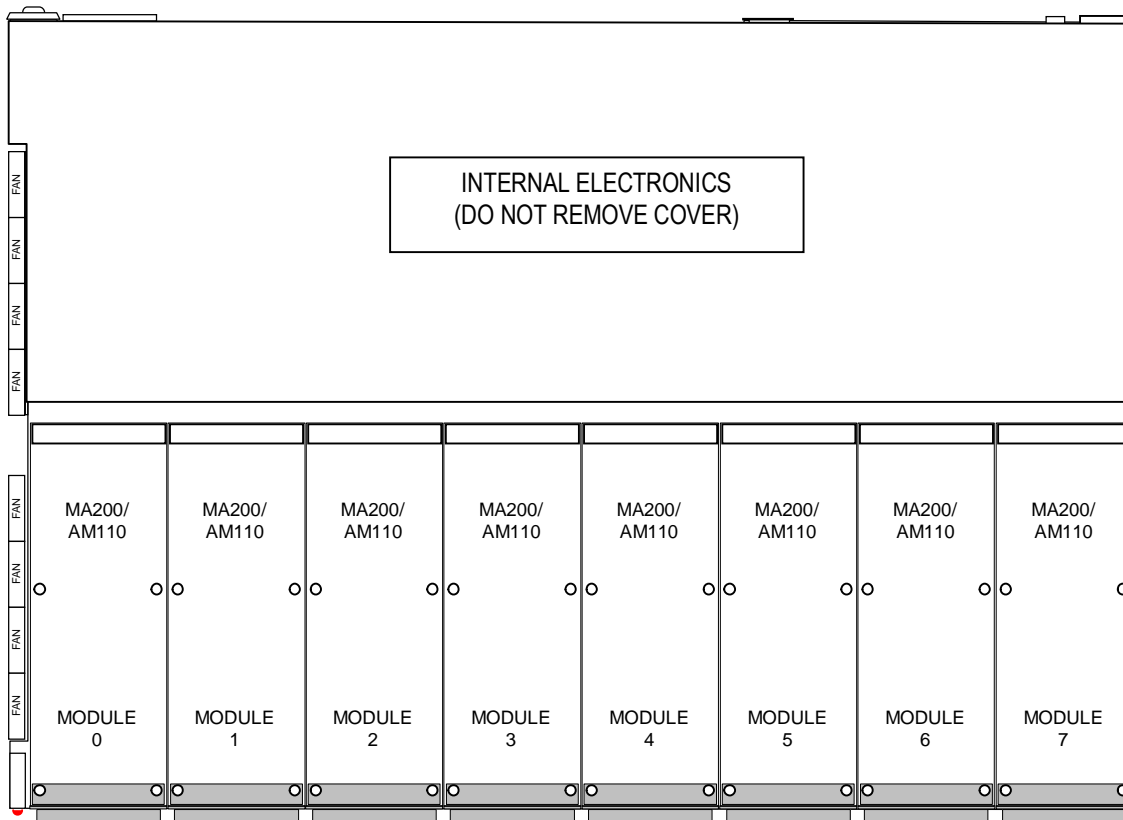 INTERNAL ELECTRONICS
(DO NOT REMOVE COVER)
FAN
FAN
FAN
FAN
FAN
FAN
FAN
FAN
MA200/
AM110
MA200/
AM110
MA200/
AM110
MA200/
AM110
MA200/
AM110
MA200/
AM110
MA200/
AM110
MA200/
AM110
MODULE
0
MODULE
1
MODULE
2
MODULE
3
MODULE
4
MODULE
5
MODULE
6
MODULE
7